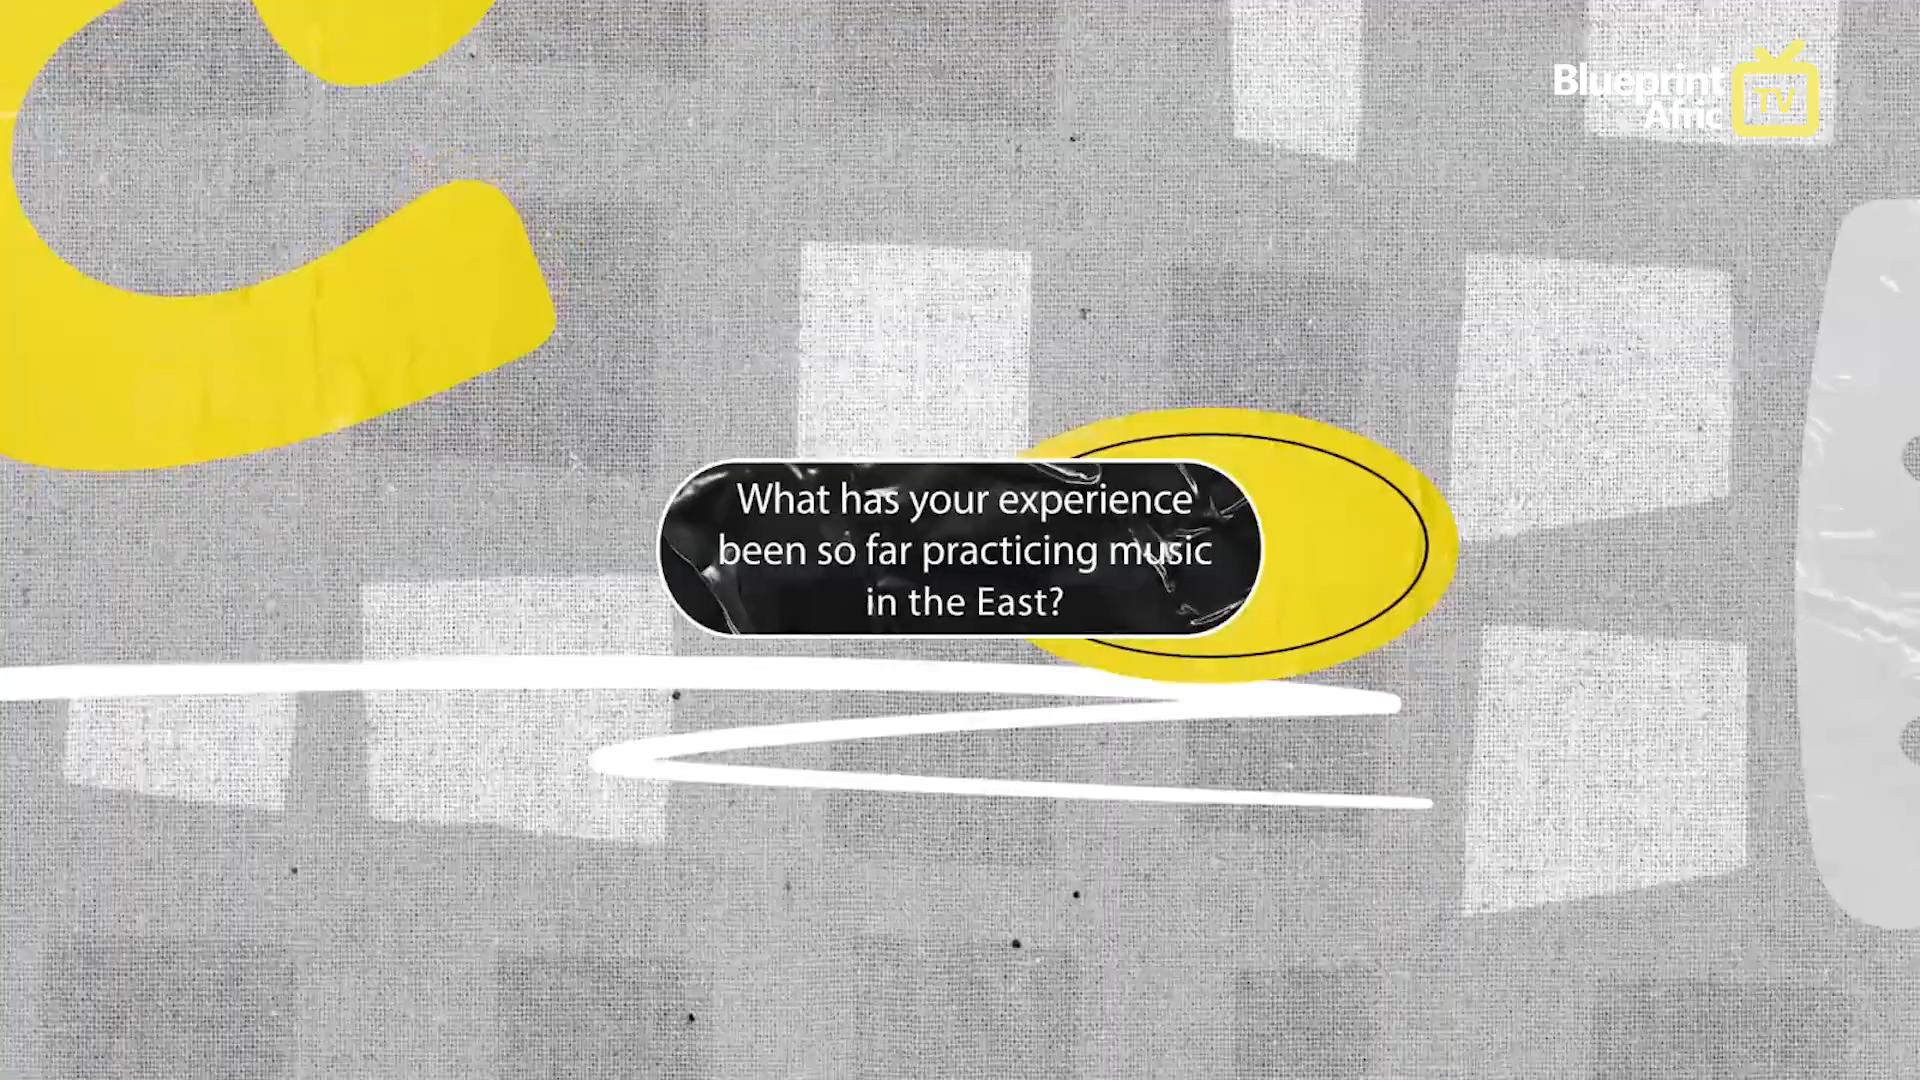 Blueprint
Afric
TV
What has your experience
been so far practicing music
in the East?